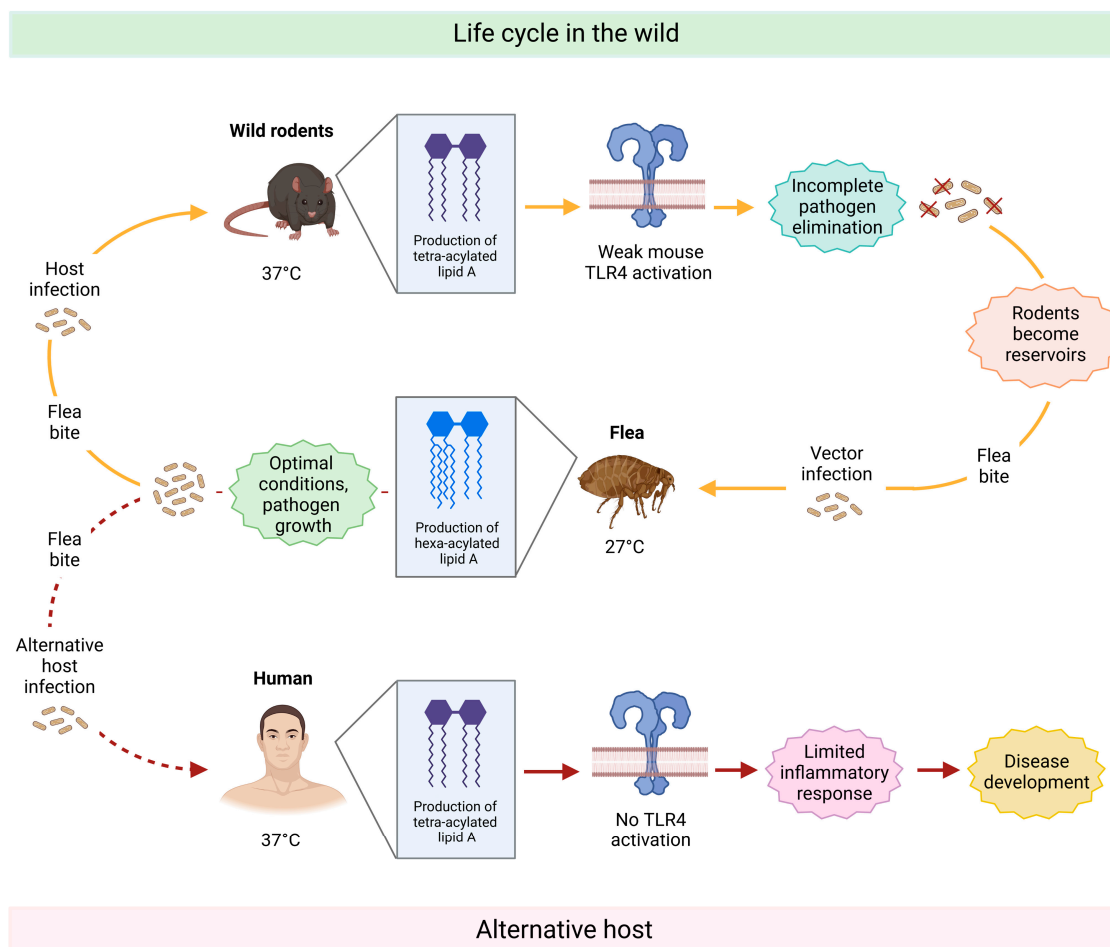 Life cycle in the wild
Wild rodents
37°C
Production of
tetra-acylated
lipid A
Weak mouse
TLR4 activation
Incomplete
pathogen
elimination
Host
infection
Rodents
become
reservoirs
Flea
bite
Optimal
conditions,
pathogen
growth
Production of
hexa-acylated
lipid A
Flea
27°C
Vector
infection
Flea
bite
Flea
bite
Alternative
host
infection
Human
37°C
Production of
tetra-acylated
lipid A
No TLR4
activation
Limited
inflammatory
response
Disease
development
Alternative host